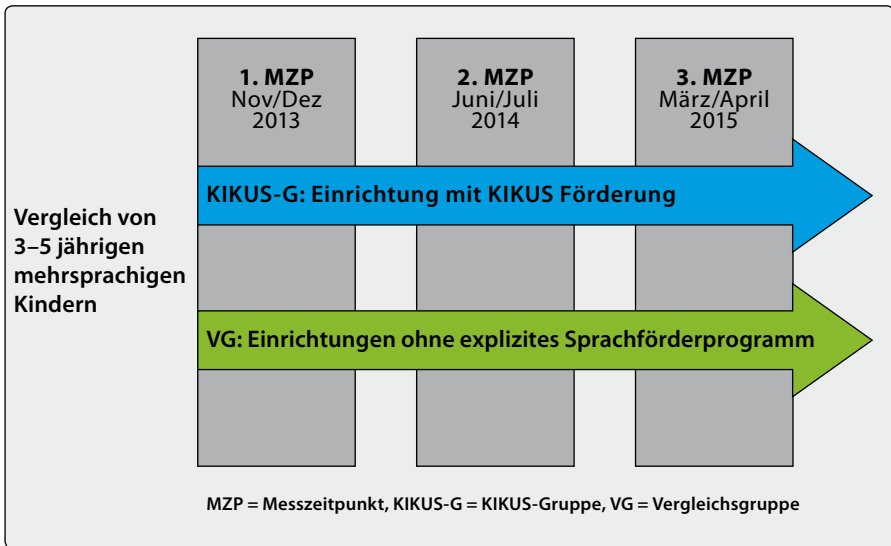 1. MZP
Nov/Dez
2013
2. MZP
Juni/Juli
2014
3. MZP
März/April
2015
KIKUS-G: Einrichtung mit KIKUS Förderung
Vergleich von
3–5 jährigen
mehrsprachigen
Kindern
VG: Einrichtungen ohne explizites Sprachförderprogramm
MZP = Messzeitpunkt, KIKUS-G = KIKUS-Gruppe, VG = Vergleichsgruppe